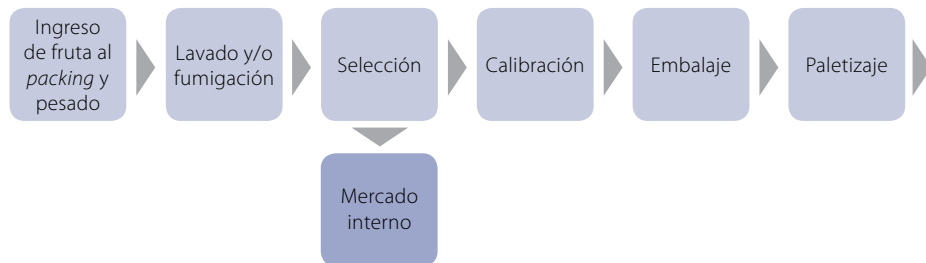 Ingreso
de fruta al
packing y
pesado
Lavado y/o
fumigación
Selección
Calibración
Embalaje
Paletizaje
Mercado
interno